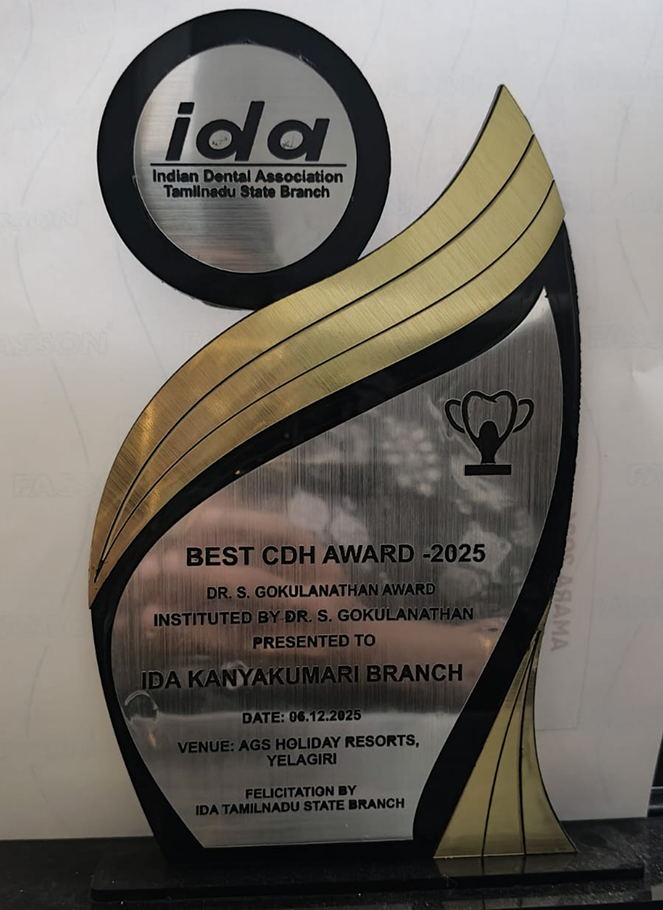 ida
Indian Dental Association
Tamilnadu State Branch
BEST CDH AWARD -2025
DR. S. GOKULANATHAN AWARD
INSTITUTED BY DR. S. GOKULANATHAN
PRESENTED TO
IDA KANYAKUMARI BRANCH
DATE: 06.12.2025
VENUE: AGS HOLIDAY RESORTS,
YELAGIRI
FELICITATION BY
IDA TAMILNADU STATE BRANCH